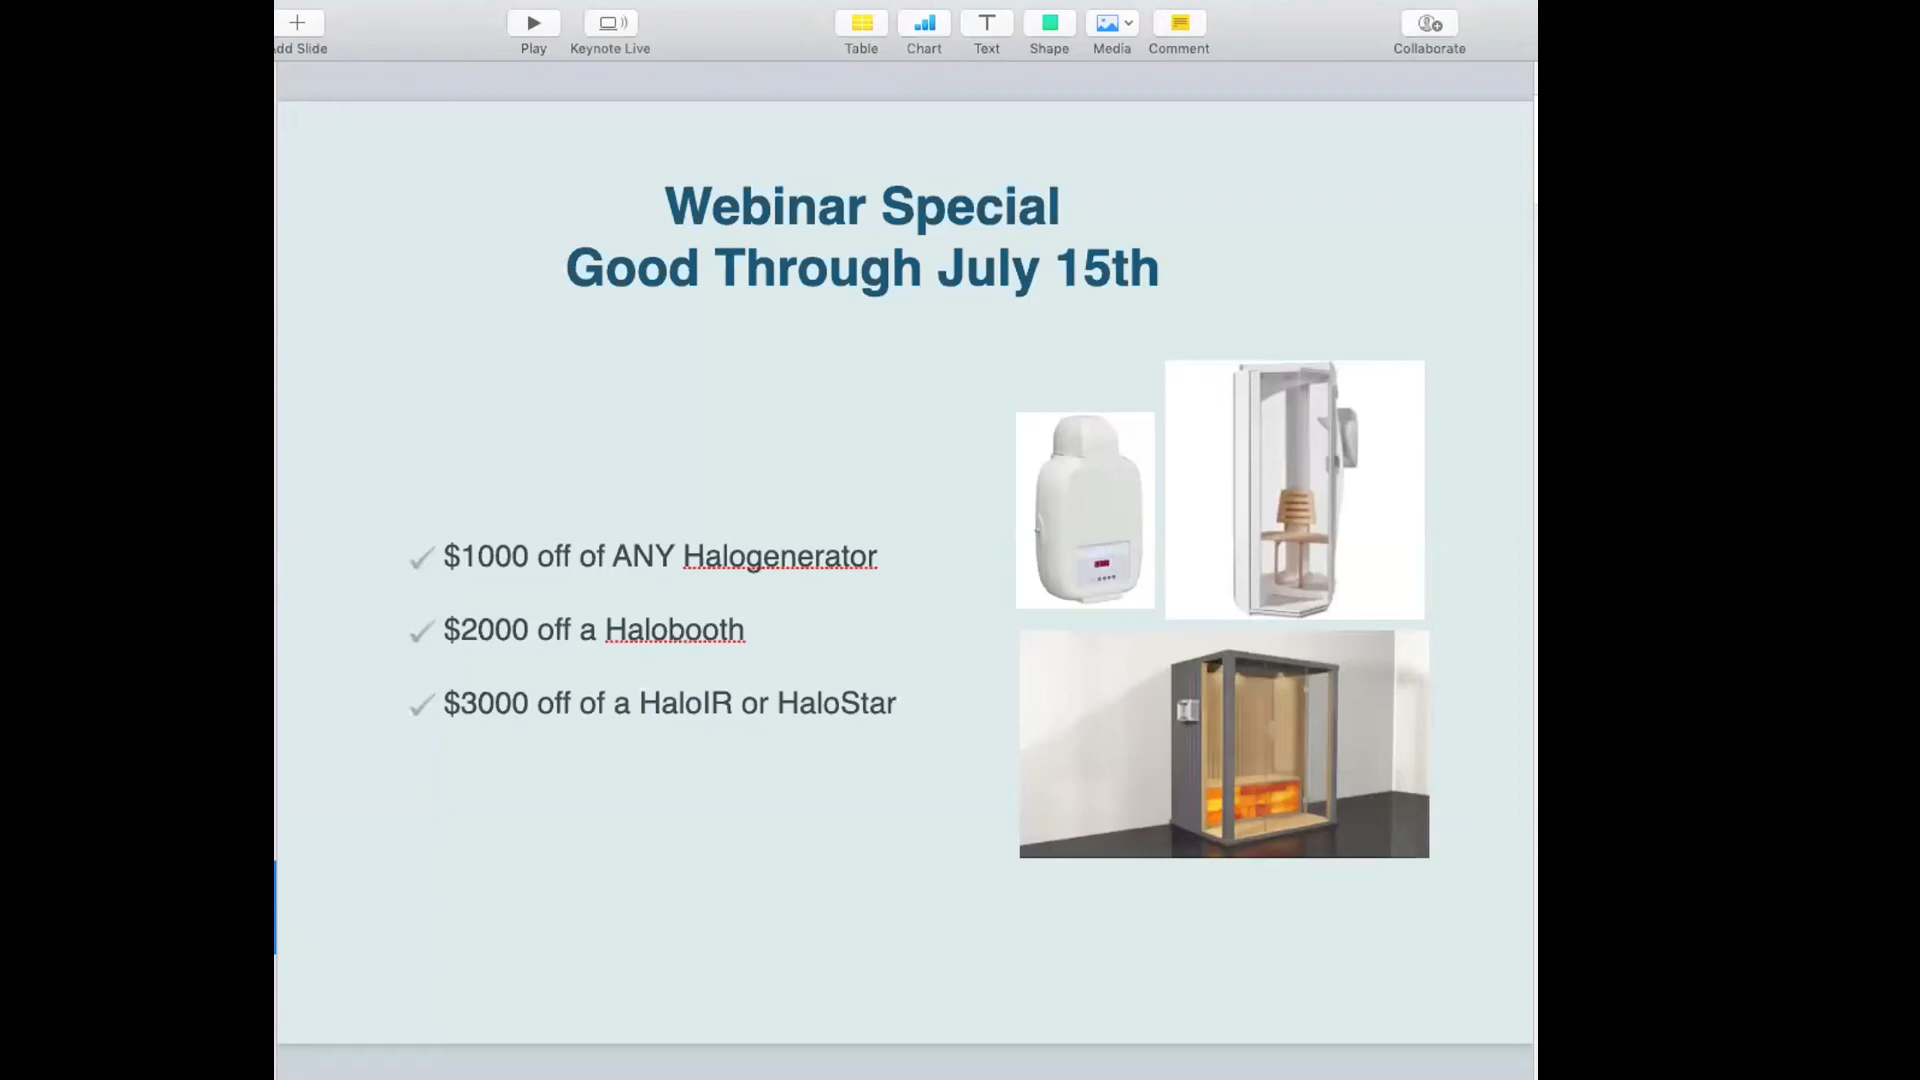 dd Slide
Play
Keynote Live
Table
Chart
Text
Shape
Media
Comment
Collaborate
Webinar Special
Good Through July 15th
$1000 off of ANY Halogenerator
$2000 off a Halobooth
$3000 off of a HaloIR or HaloStar